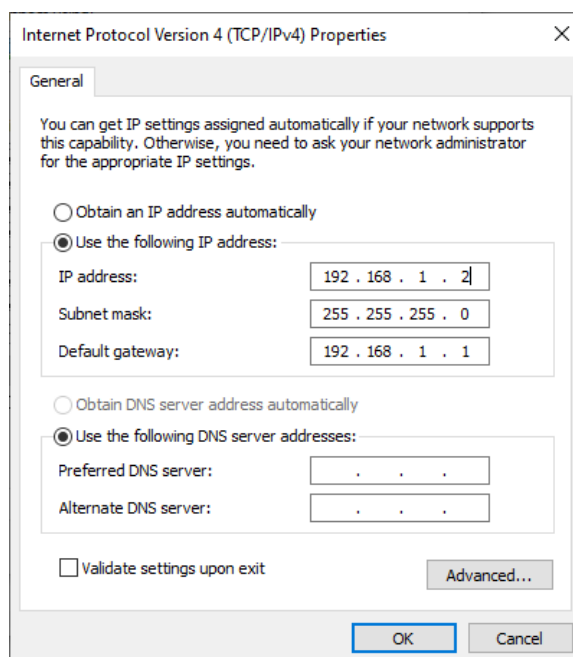 Internet Protocol Version 4 (TCP/IPv4) Properties
General
You can get IP settings assigned automatically if your network supports
this capability. Otherwise, you need to ask your network administrator
for the appropriate IP settings.
Obtain an IP address automatically
Use the following IP address:
IP address: 192 . 168 . 1 . 2
Subnet mask: 255 . 255 . 255 . 0
Default gateway: 192 . 168 . 1 . 1
Obtain DNS server address automatically
Use the following DNS server addresses:
Preferred DNS server: . . .
Alternate DNS server: . . .
Validate settings upon exit
Advanced...
OK Cancel